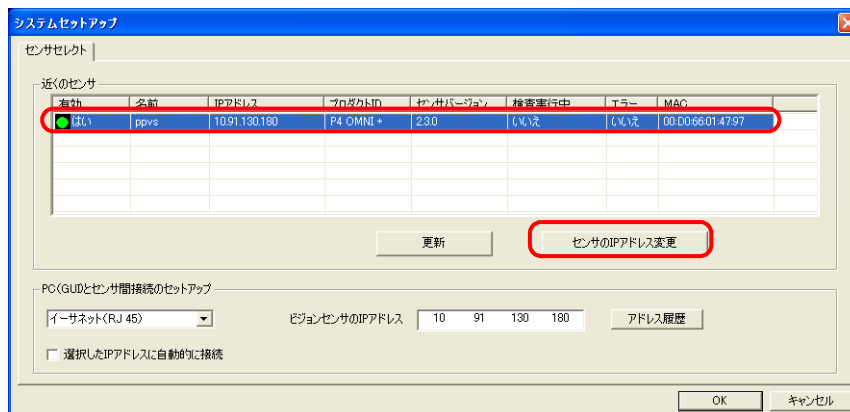 システムセットアップ
センサセレクト
近くのセンサ
有効 名前 IPアドレス プロダクトID センサバージョン 検査実行中 エラー MAC
はい ppvs 10.91.130.180 P4 OMNI + 2.3.0 いいえ いいえ 00:D0:66:01:47:97
更新 センサのIPアドレス変更
PC(GUI)とセンサ間接続のセットアップ
イーサネット(RJ 45) ビジョンセンサのIPアドレス 10 91 130 180 アドレス履歴
選択したIPアドレスに自動的に接続
OK キャンセル